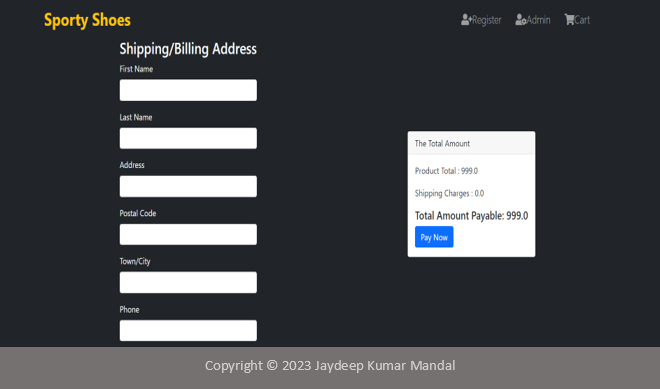 Sporty Shoes
Register Admin Cart
Shipping/Billing Address
First Name
Last Name
Address
Postal Code
Town/City
Phone
The Total Amount
Product Total : 999.0
Shipping Charges : 0.0
Total Amount Payable: 999.0
Pay Now
Copyright © 2023 Jaydeep Kumar Mandal